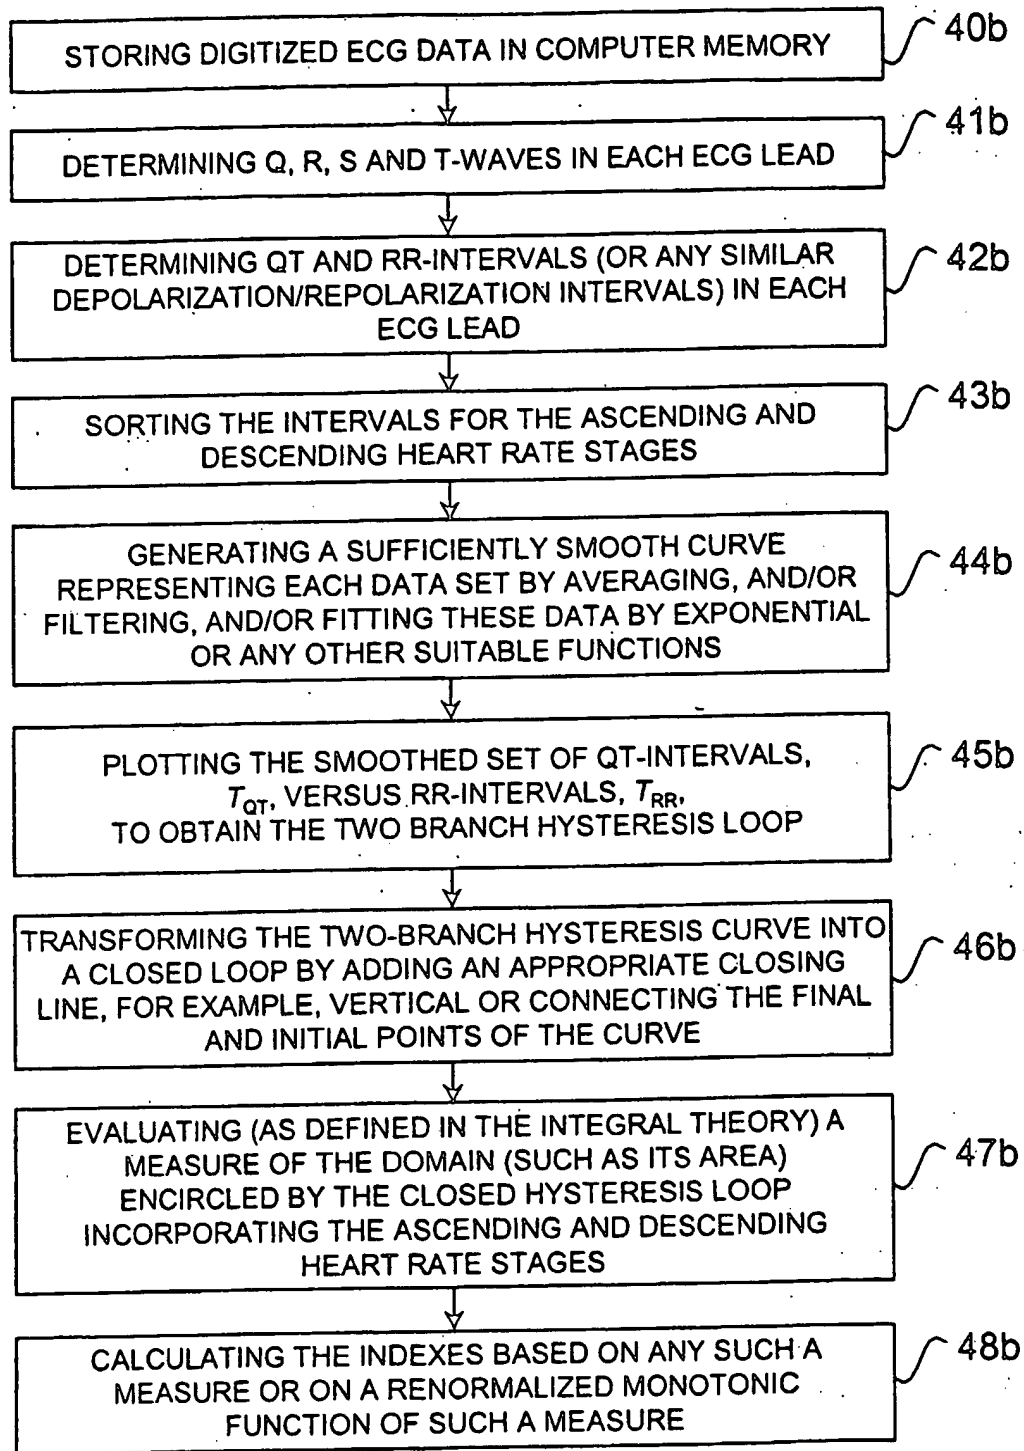 STORING DIGITIZED ECG DATA IN COMPUTER MEMORY
40b
DETERMINING Q, R, S AND T-WAVES IN EACH ECG LEAD
41b
DETERMINING QT AND RR-INTERVALS (OR ANY SIMILAR
DEPOLARIZATION/REPOLARIZATION INTERVALS) IN EACH
ECG LEAD
42b
SORTING THE INTERVALS FOR THE ASCENDING AND
DESCENDING HEART RATE STAGES
43b
GENERATING A SUFFICIENTLY SMOOTH CURVE
REPRESENTING EACH DATA SET BY AVERAGING, AND/OR
FILTERING, AND/OR FITTING THESE DATA BY EXPONENTIAL
OR ANY OTHER SUITABLE FUNCTIONS
44b
PLOTTING THE SMOOTHED SET OF QT-INTERVALS,
TQT, VERSUS RR-INTERVALS, TRR,
TO OBTAIN THE TWO BRANCH HYSTERESIS LOOP
45b
TRANSFORMING THE TWO-BRANCH HYSTERESIS CURVE INTO
A CLOSED LOOP BY ADDING AN APPROPRIATE CLOSING
LINE, FOR EXAMPLE, VERTICAL OR CONNECTING THE FINAL
AND INITIAL POINTS OF THE CURVE
46b
EVALUATING (AS DEFINED IN THE INTEGRAL THEORY) A
MEASURE OF THE DOMAIN (SUCH AS ITS AREA)
ENCIRCLED BY THE CLOSED HYSTERESIS LOOP
INCORPORATING THE ASCENDING AND DESCENDING
HEART RATE STAGES
47b
CALCULATING THE INDEXES BASED ON ANY SUCH A
MEASURE OR ON A RENORMALIZED MONOTONIC
FUNCTION OF SUCH A MEASURE
48b